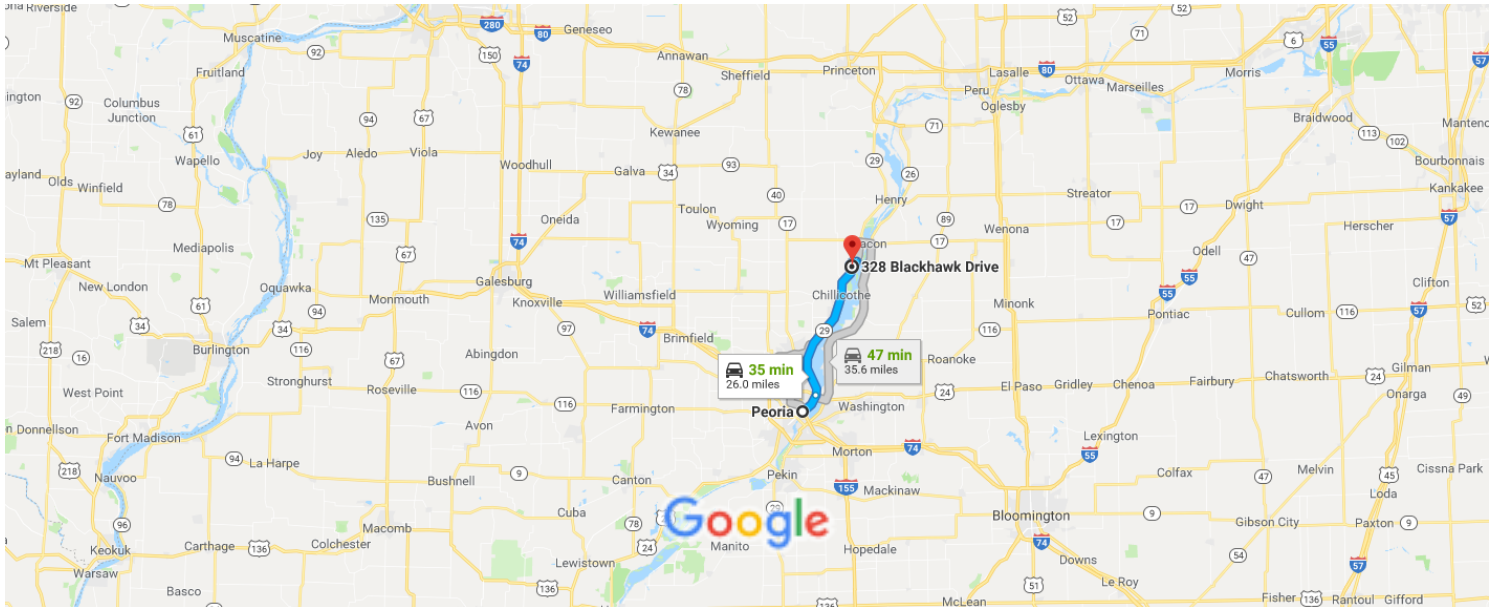 Riverside
Muscatine
92
280
80
Geneseo
52
52
55
Fruitland
150
74
Annawan
71
6
57
Sheffield
Princeton
Lasalle
80
Ottawa
Morris
92
Columbus
Junction
78
Peru
Oglesby
Marseilles
61
94
67
Kewanee
71
Braidwood
113
102
Wapello
Joy
Aledo
Viola
Woodhull
Galva
34
93
29
26
Bourbonnais
Olds
Winfield
78
40
Henry
Streator
Kankakee
135
Oneida
Toulon
Wyoming
17
89
17
17
Dwight
57
Mediapolis
67
74
17
Wenona
Herscher
Mt Pleasant
328 Blackhawk Drive
Odell
47
New London
Oquawka
Monmouth
Galesburg
Knoxville
Williamsfield
Chillicothe
55
55
Clifton
61
94
Minonk
Pontiac
Cullom
116
57
52
Salem
34
34
97
74
Brimfield
29
116
218
16
Burlington
Abingdon
35 min
26.0 miles
47 min
35.6 miles
Roanoke
67
Gilman
West Point
Stronghurst
Roseville
El Paso
Gridley
Chenoa
Fairbury
Chatsworth
24
Onarga
116
116
Farmington
Peoria
Washington
24
Donnellson
Fort Madison
Avon
Morton
74
Lexington
55
218
94
La Harpe
Nauvoo
Bushnell
9
Canton
Pekin
155
Mackinaw
Colfax
47
Melvin
Cissna Park
45
Loda
96
Macomb
Cuba
78
Google
29
Bloomington
9
Gibson City
Paxton
9
Keokuk
Carthage
136
Colchester
24
Manito
Hopedale
74
54
57
Warsaw
Lewistown
Downs
Basco
136
136
51
Le Roy
McLean
Fisher
136
Rantoul
Gifford